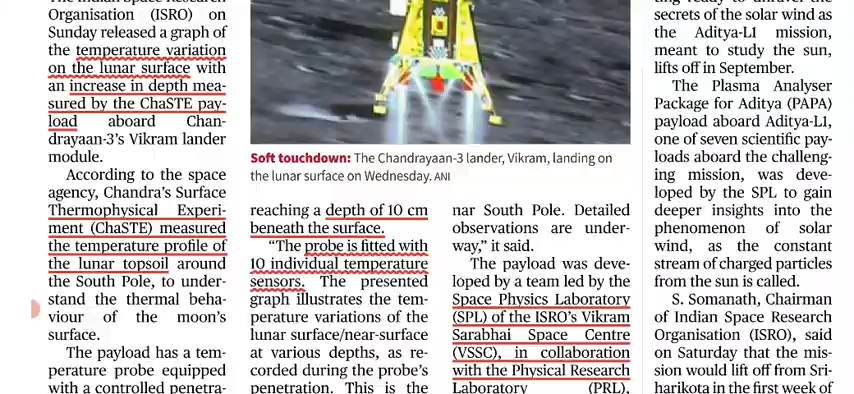 The Indian Space Research
Organisation (ISRO) on
Sunday released a graph of
the temperature variation
on the lunar surface with
an increase in depth mea-
sured by the ChaSTE pay-
load aboard Chan-
drayaan-3's Vikram lander
module.
According to the space
agency, Chandra's Surface
Thermophysical Experi-
ment (ChaSTE) measured
the temperature profile of
the lunar topsoil around
the South Pole, to under-
stand the thermal beha-
viour of the moon's
surface.
The payload has a tem-
perature probe equipped
with a controlled penetra-
Soft touchdown: The Chandrayaan-3 lander, Vikram, landing on
the lunar surface on Wednesday. ANI
reaching a depth of 10 cm
beneath the surface.
"The probe is fitted with
10 individual temperature
sensors. The presented
graph illustrates the tem-
perature variations of the
lunar surface/near-surface
at various depths, as re-
corded during the probe's
penetration. This is the
nar South Pole. Detailed
observations are under-
way," it said.
The payload was deve-
loped by a team led by the
Space Physics Laboratory
(SPL) of the ISRO's Vikram
Sarabhai Space Centre
(VSSC), in collaboration
with the Physical Research
Laboratory (PRL),
ting ready to unravel the
secrets of the solar wind as
the Aditya-L1 mission,
meant to study the sun,
lifts off in September.
The Plasma Analyser
Package for Aditya (PAPA)
payload aboard Aditya-L1,
one of seven scientific pay-
loads aboard the challeng-
ing mission, was deve-
loped by the SPL to gain
deeper insights into the
phenomenon of solar
wind, as the constant
stream of charged particles
from the sun is called.
S. Somanath, Chairman
of Indian Space Research
Organisation (ISRO), said
on Saturday that the mis-
sion would lift off from Sri-
harikota in the first week of